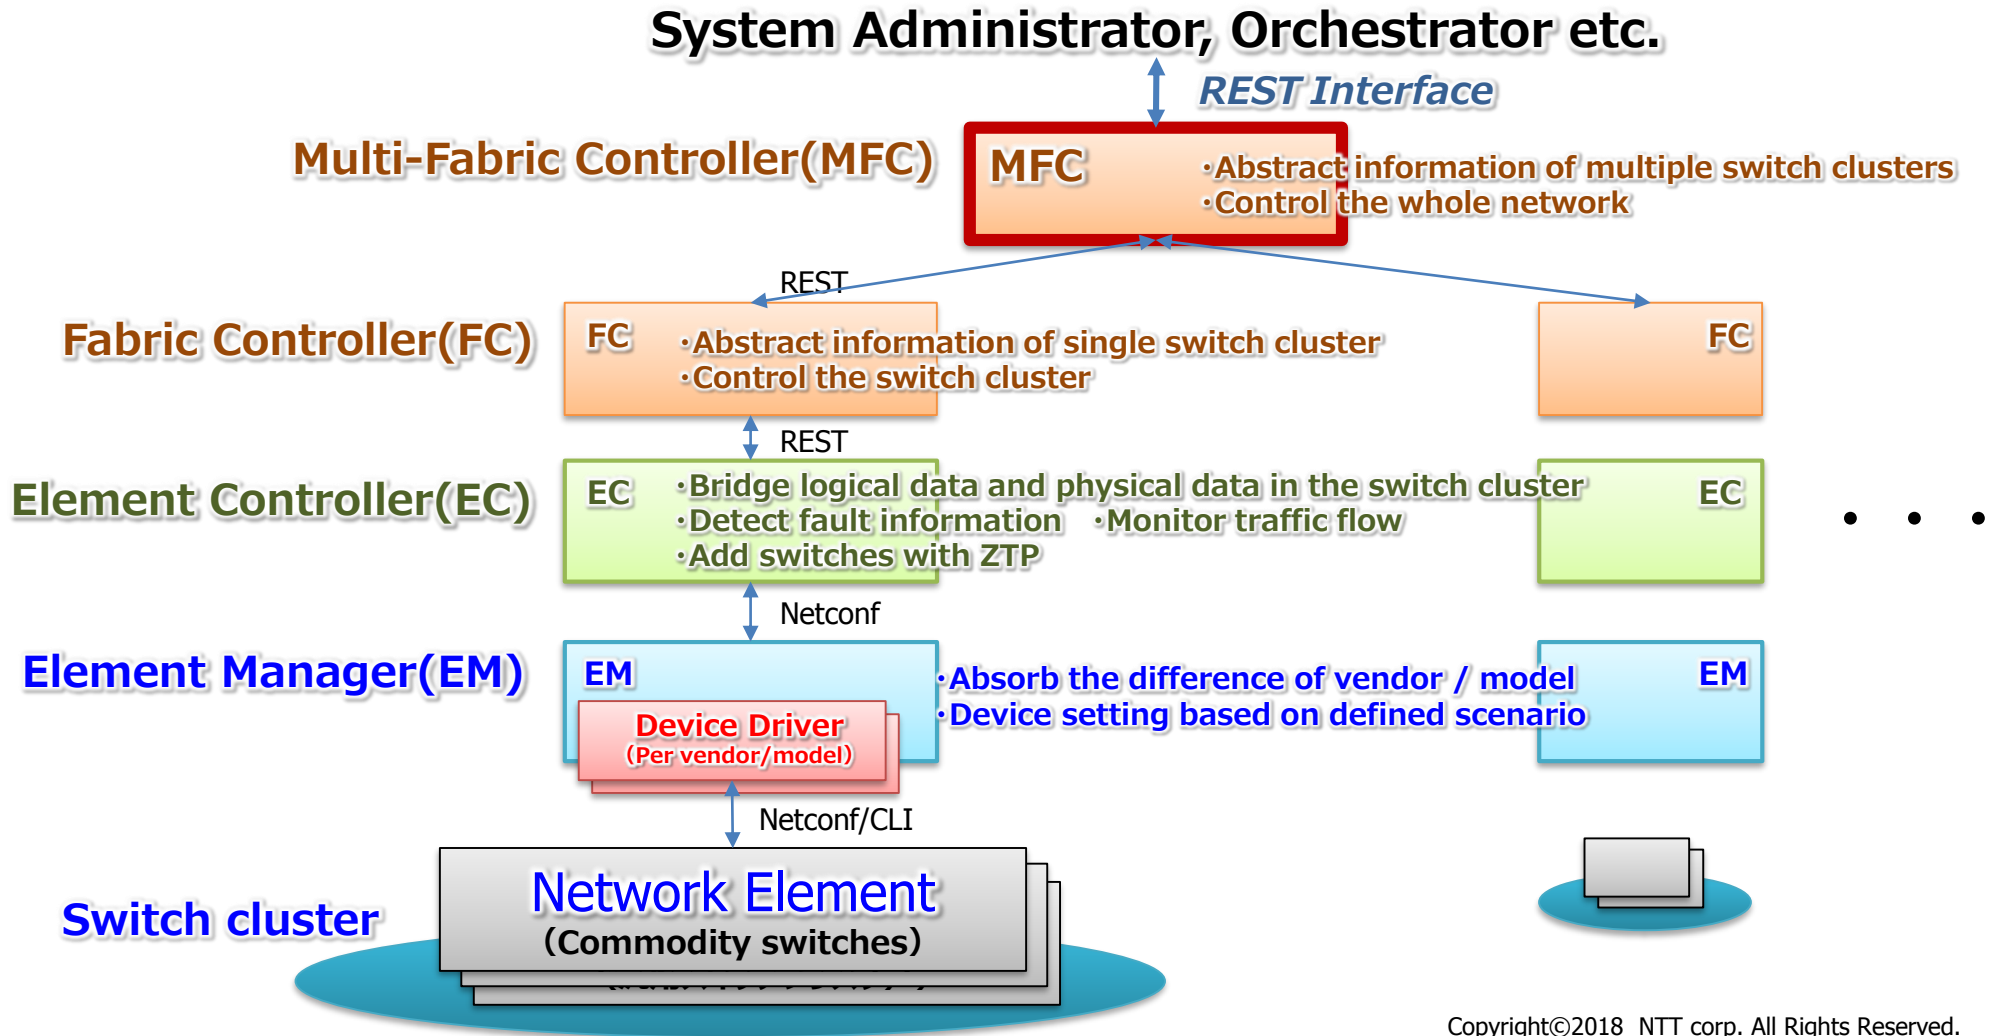 System Administrator, Orchestrator etc.
REST Interface
Multi-Fabric Controller(MFC)
MFC
・Abstract information of multiple switch clusters
・Control the whole network
REST
Fabric Controller(FC)
FC
・Abstract information of single switch cluster
・Control the switch cluster
FC
REST
Element Controller(EC)
EC
・Bridge logical data and physical data in the switch cluster
・Detect fault information ・Monitor traffic flow
・Add switches with ZTP
EC
・・・
Netconf
Element Manager(EM)
EM
・Absorb the difference of vendor / model
・Device setting based on defined scenario
EM
Device Driver
(Per vendor/model)
Netconf/CLI
Network Element
(Commodity switches)
Switch cluster
Copyright©2018 NTT corp. All Rights Reserved.